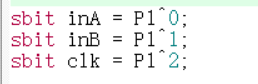 sbit inA = P1^0;
sbit inB = P1^1;
sbit clk = P1^2;